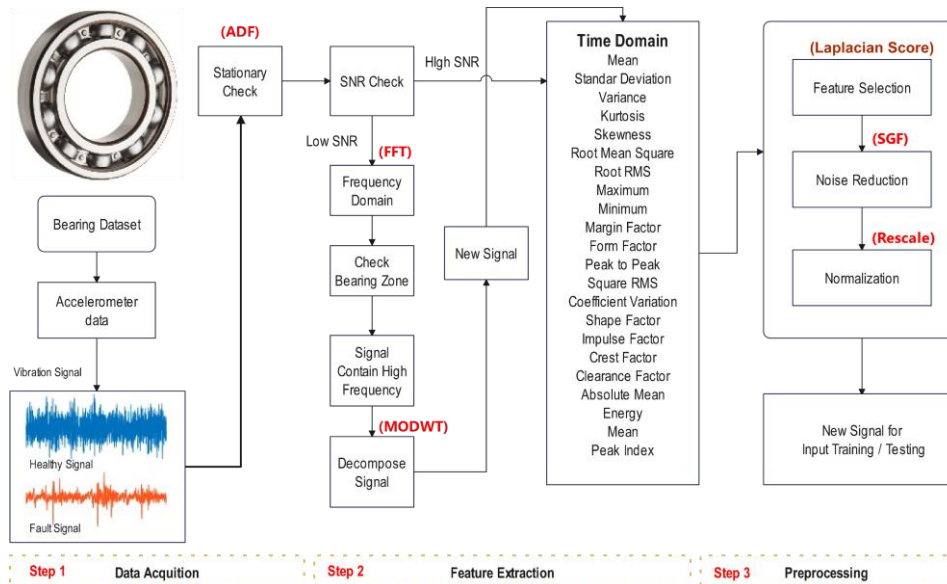 (ADF)
Stationary
Check
SNR Check
HIgh SNR
Low SNR
(FFT)
Frequency
Domain
Check
Bearing Zone
Signal
Contain High
Frequency
(MODWT)
Decompose
Signal
New Signal
Bearing Dataset
Accelerometer
data
Vibration Signal
Healthy Signal
Fault Signal
Time Domain
Mean
Standar Deviation
Variance
Kurtosis
Skewness
Root Mean Square
Root RMS
Maximum
Minimum
Margin Factor
Form Factor
Peak to Peak
Square RMS
Coefficient Variation
Shape Factor
Impulse Factor
Crest Factor
Clearance Factor
Absolute Mean
Energy
Mean
Peak Index
(Laplacian Score)
Feature Selection
(SGF)
Noise Reduction
(Rescale)
Normalization
New Signal for
Input Training / Testing
Step 1 Data Acquition
Step 2 Feature Extraction
Step 3 Preprocessing